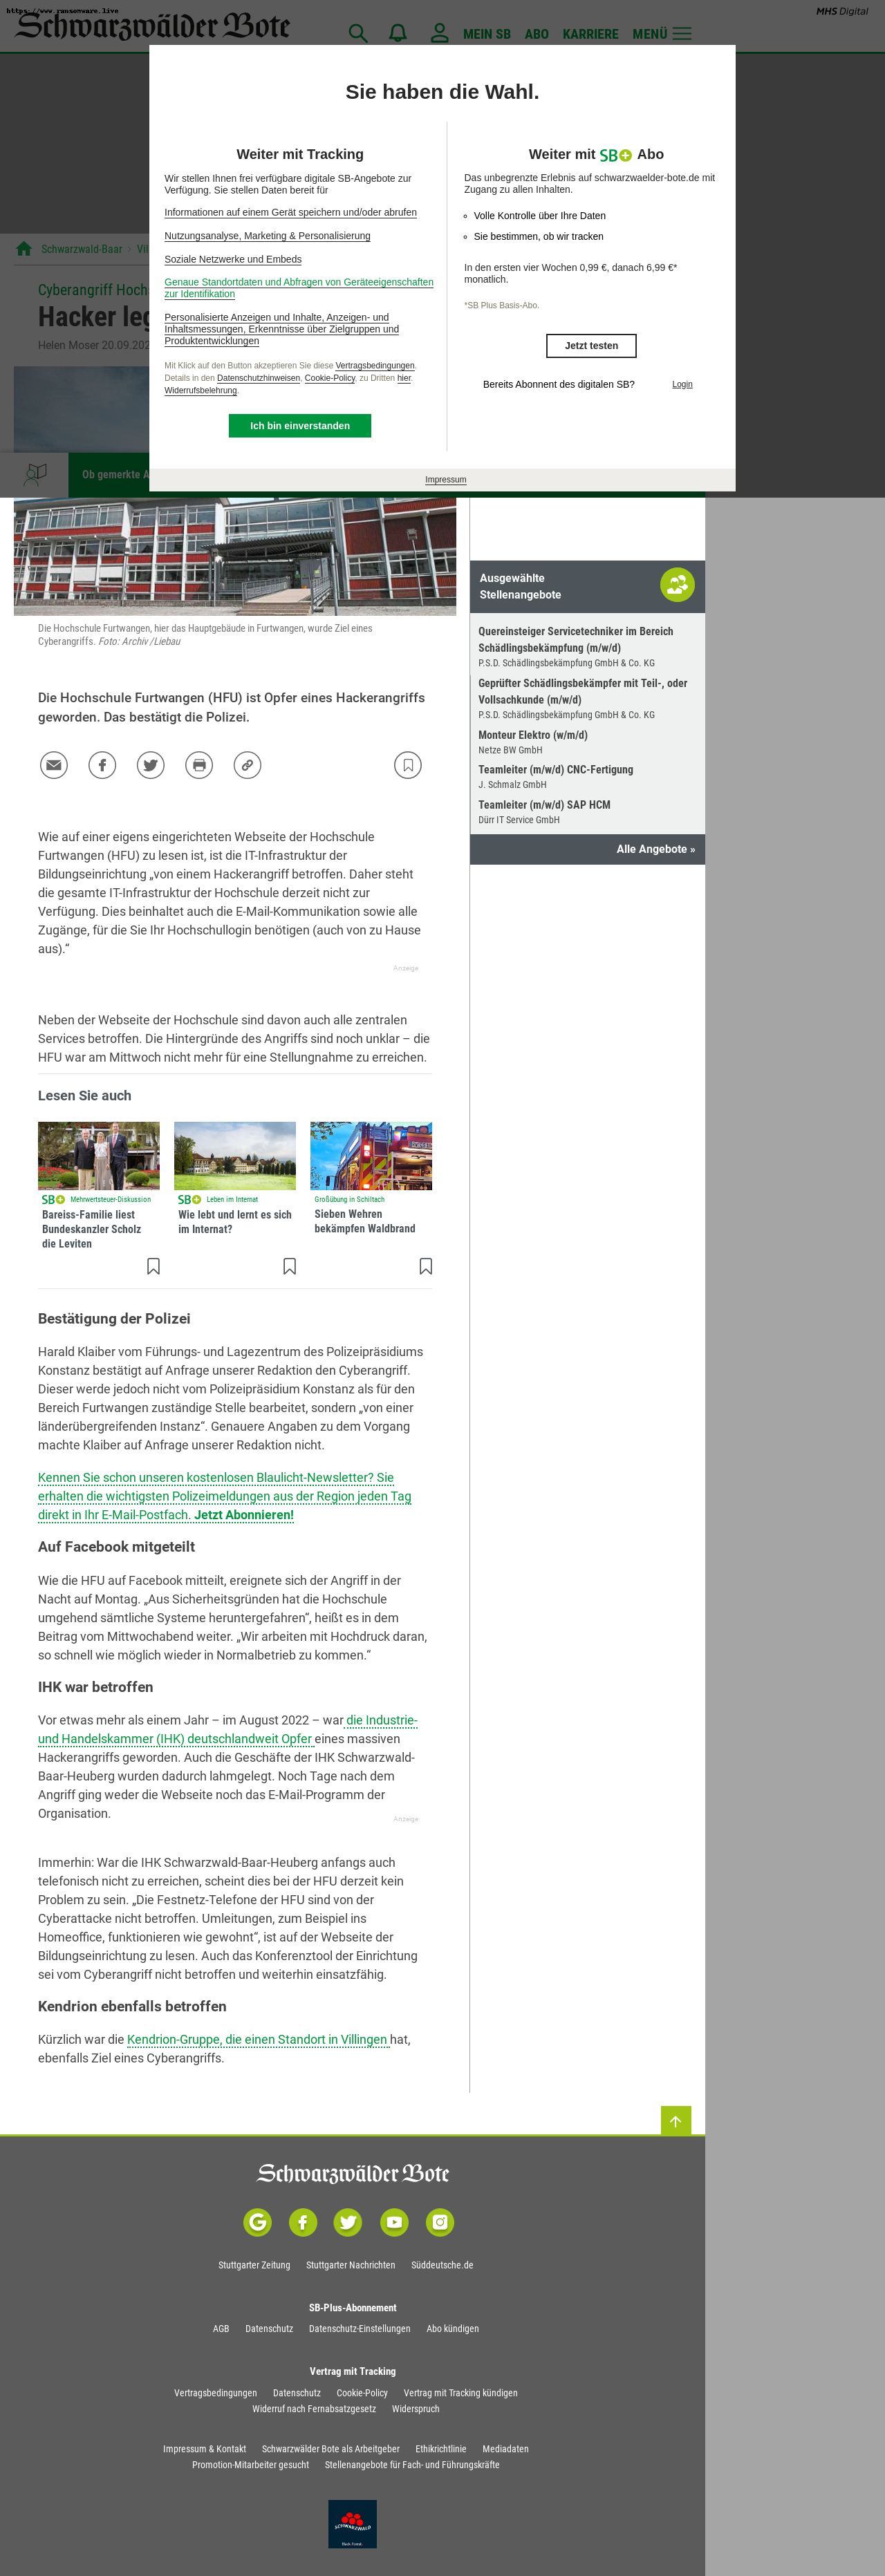 https://www.ransomware.live
MHS Digital
Schwarzwälder Bote
MEIN SB ABO KARRIERE MENÜ
Sie haben die Wahl.
Weiter mit Tracking
Wir stellen Ihnen frei verfügbare digitale SB-Angebote zur
Verfügung. Sie stellen Daten bereit für
Informationen auf einem Gerät speichern und/oder abrufen
Nutzungsanalyse, Marketing & Personalisierung
Soziale Netzwerke und Embeds
Genaue Standortdaten und Abfragen von Geräteeigenschaften
zur Identifikation
Personalisierte Anzeigen und Inhalte, Anzeigen- und
Inhaltsmessungen, Erkenntnisse über Zielgruppen und
Produktentwicklungen
Mit Klick auf den Button akzeptieren Sie diese Vertragsbedingungen.
Details in den Datenschutzhinweisen, Cookie-Policy, zu Dritten hier.
Widerrufsbelehrung.
Ich bin einverstanden
Weiter mit SB+ Abo
Das unbegrenzte Erlebnis auf schwarzwaelder-bote.de mit
Zugang zu allen Inhalten.
Volle Kontrolle über Ihre Daten
Sie bestimmen, ob wir tracken
In den ersten vier Wochen 0,99 €, danach 6,99 €*
monatlich.
*SB Plus Basis-Abo.
Jetzt testen
Bereits Abonnent des digitalen SB? Login
Impressum
Schwarzwald-Baar › Vil
Cyberangriff Hochs
Hacker leg
Helen Moser 20.09.202
Ob gemerkte A
Die Hochschule Furtwangen, hier das Hauptgebäude in Furtwangen, wurde Ziel eines
Cyberangriffs. Foto: Archiv /Liebau
Die Hochschule Furtwangen (HFU) ist Opfer eines Hackerangriffs
geworden. Das bestätigt die Polizei.
Wie auf einer eigens eingerichteten Webseite der Hochschule
Furtwangen (HFU) zu lesen ist, ist die IT-Infrastruktur der
Bildungseinrichtung „von einem Hackerangriff betroffen. Daher steht
die gesamte IT-Infrastruktur der Hochschule derzeit nicht zur
Verfügung. Dies beinhaltet auch die E-Mail-Kommunikation sowie alle
Zugänge, für die Sie Ihr Hochschullogin benötigen (auch von zu Hause
aus).“
Anzeige
Neben der Webseite der Hochschule sind davon auch alle zentralen
Services betroffen. Die Hintergründe des Angriffs sind noch unklar – die
HFU war am Mittwoch nicht mehr für eine Stellungnahme zu erreichen.
Lesen Sie auch
SB+ Mehrwertsteuer-Diskussion
Bareiss-Familie liest
Bundeskanzler Scholz
die Leviten
SB+ Leben im Internat
Wie lebt und lernt es sich
im Internat?
Großübung in Schiltach
Sieben Wehren
bekämpfen Waldbrand
Bestätigung der Polizei
Harald Klaiber vom Führungs- und Lagezentrum des Polizeipräsidiums
Konstanz bestätigt auf Anfrage unserer Redaktion den Cyberangriff.
Dieser werde jedoch nicht vom Polizeipräsidium Konstanz als für den
Bereich Furtwangen zuständige Stelle bearbeitet, sondern „von einer
länderübergreifenden Instanz“. Genauere Angaben zu dem Vorgang
machte Klaiber auf Anfrage unserer Redaktion nicht.
Kennen Sie schon unseren kostenlosen Blaulicht-Newsletter? Sie
erhalten die wichtigsten Polizeimeldungen aus der Region jeden Tag
direkt in Ihr E-Mail-Postfach. Jetzt Abonnieren!
Auf Facebook mitgeteilt
Wie die HFU auf Facebook mitteilt, ereignete sich der Angriff in der
Nacht auf Montag. „Aus Sicherheitsgründen hat die Hochschule
umgehend sämtliche Systeme heruntergefahren“, heißt es in dem
Beitrag vom Mittwochabend weiter. „Wir arbeiten mit Hochdruck daran,
so schnell wie möglich wieder in Normalbetrieb zu kommen.“
IHK war betroffen
Vor etwas mehr als einem Jahr – im August 2022 – war die Industrie-
und Handelskammer (IHK) deutschlandweit Opfer eines massiven
Hackerangriffs geworden. Auch die Geschäfte der IHK Schwarzwald-
Baar-Heuberg wurden dadurch lahmgelegt. Noch Tage nach dem
Angriff ging weder die Webseite noch das E-Mail-Programm der
Organisation.
Anzeige
Immerhin: War die IHK Schwarzwald-Baar-Heuberg anfangs auch
telefonisch nicht zu erreichen, scheint dies bei der HFU derzeit kein
Problem zu sein. „Die Festnetz-Telefone der HFU sind von der
Cyberattacke nicht betroffen. Umleitungen, zum Beispiel ins
Homeoffice, funktionieren wie gewohnt“, ist auf der Webseite der
Bildungseinrichtung zu lesen. Auch das Konferenztool der Einrichtung
sei vom Cyberangriff nicht betroffen und weiterhin einsatzfähig.
Kendrion ebenfalls betroffen
Kürzlich war die Kendrion-Gruppe, die einen Standort in Villingen hat,
ebenfalls Ziel eines Cyberangriffs.
Ausgewählte
Stellenangebote
Quereinsteiger Servicetechniker im Bereich
Schädlingsbekämpfung (m/w/d)
P.S.D. Schädlingsbekämpfung GmbH & Co. KG
Geprüfter Schädlingsbekämpfer mit Teil-, oder
Vollsachkunde (m/w/d)
P.S.D. Schädlingsbekämpfung GmbH & Co. KG
Monteur Elektro (w/m/d)
Netze BW GmbH
Teamleiter (m/w/d) CNC-Fertigung
J. Schmalz GmbH
Teamleiter (m/w/d) SAP HCM
Dürr IT Service GmbH
Alle Angebote »
Schwarzwälder Bote
Stuttgarter Zeitung Stuttgarter Nachrichten Süddeutsche.de
SB-Plus-Abonnement
AGB Datenschutz Datenschutz-Einstellungen Abo kündigen
Vertrag mit Tracking
Vertragsbedingungen Datenschutz Cookie-Policy Vertrag mit Tracking kündigen
Widerruf nach Fernabsatzgesetz Widerspruch
Impressum & Kontakt Schwarzwälder Bote als Arbeitgeber Ethikrichtlinie Mediadaten
Promotion-Mitarbeiter gesucht Stellenangebote für Fach- und Führungskräfte
SCHWARZWALD
Black Forest